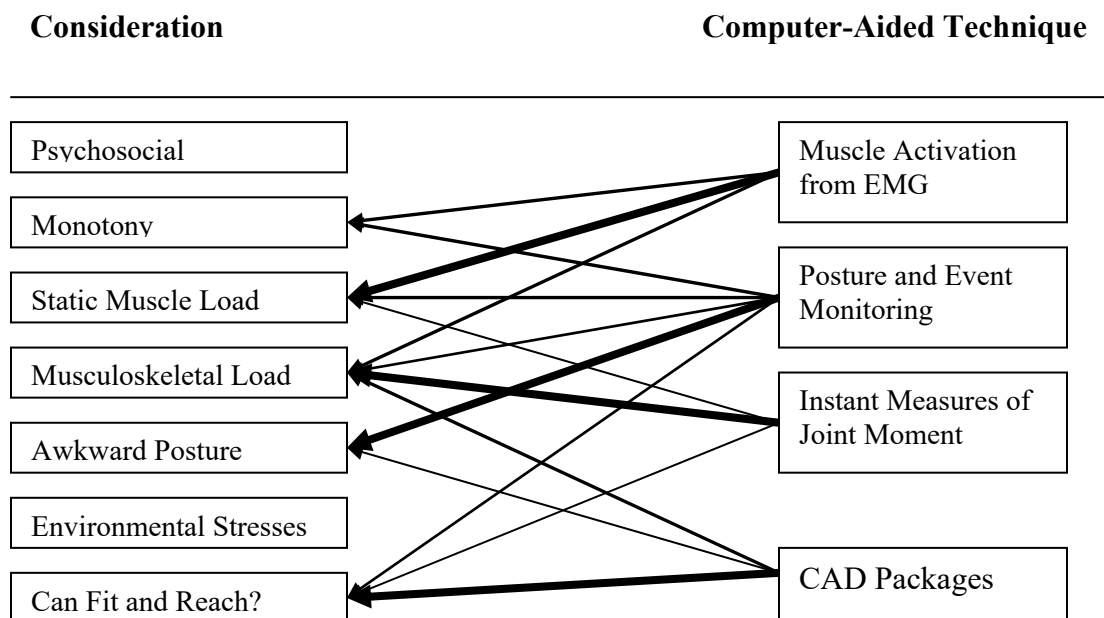 Consideration
Computer-Aided Technique
Psychosocial
Monotony
Static Muscle Load
Musculoskeletal Load
Awkward Posture
Environmental Stresses
Can Fit and Reach?
Muscle Activation
from EMG
Posture and Event
Monitoring
Instant Measures of
Joint Moment
CAD Packages